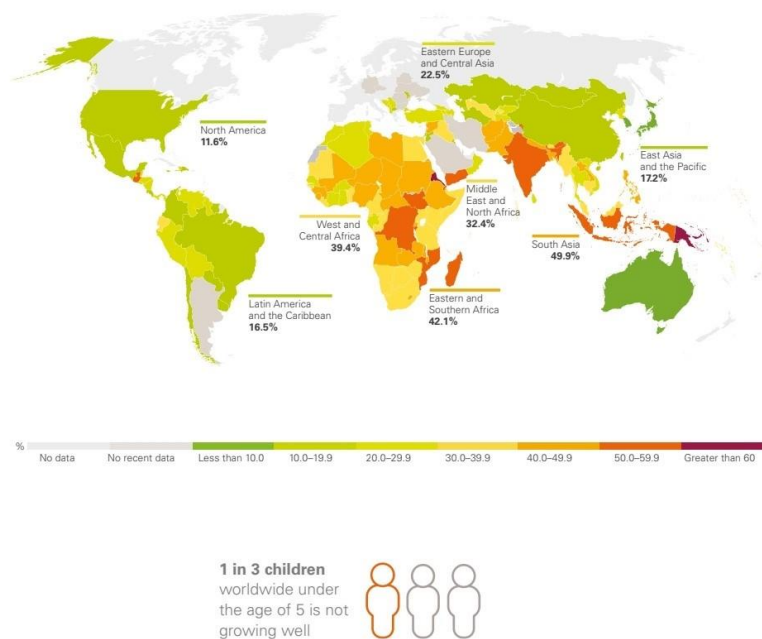 Eastern Europe
and Central Asia
22.5%
North America
11.6%
East Asia
and the Pacific
17.2%
Middle
East and
North Africa
32.4%
West and
Central Africa
39.4%
South Asia
49.9%
Latin America
and the Caribbean
16.5%
Eastern and
Southern Africa
42.1%
%
No data
No recent data
Less than 10.0
10.0–19.9
20.0–29.9
30.0–39.9
40.0–49.9
50.0–59.9
Greater than 60
1 in 3 children
worldwide under
the age of 5 is not
growing well